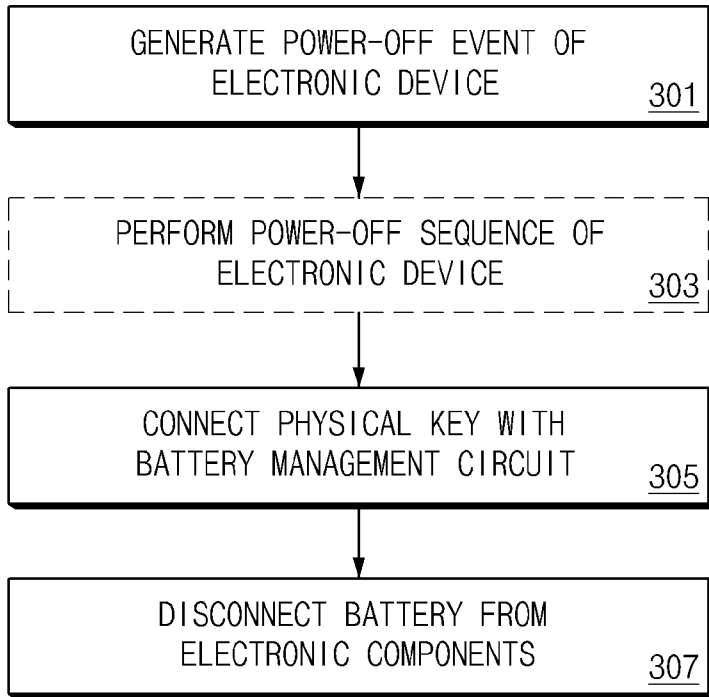 GENERATE POWER-OFF EVENT OF
ELECTRONIC DEVICE
301
PERFORM POWER-OFF SEQUENCE OF
ELECTRONIC DEVICE
303
CONNECT PHYSICAL KEY WITH
BATTERY MANAGEMENT CIRCUIT
305
DISCONNECT BATTERY FROM
ELECTRONIC COMPONENTS
307